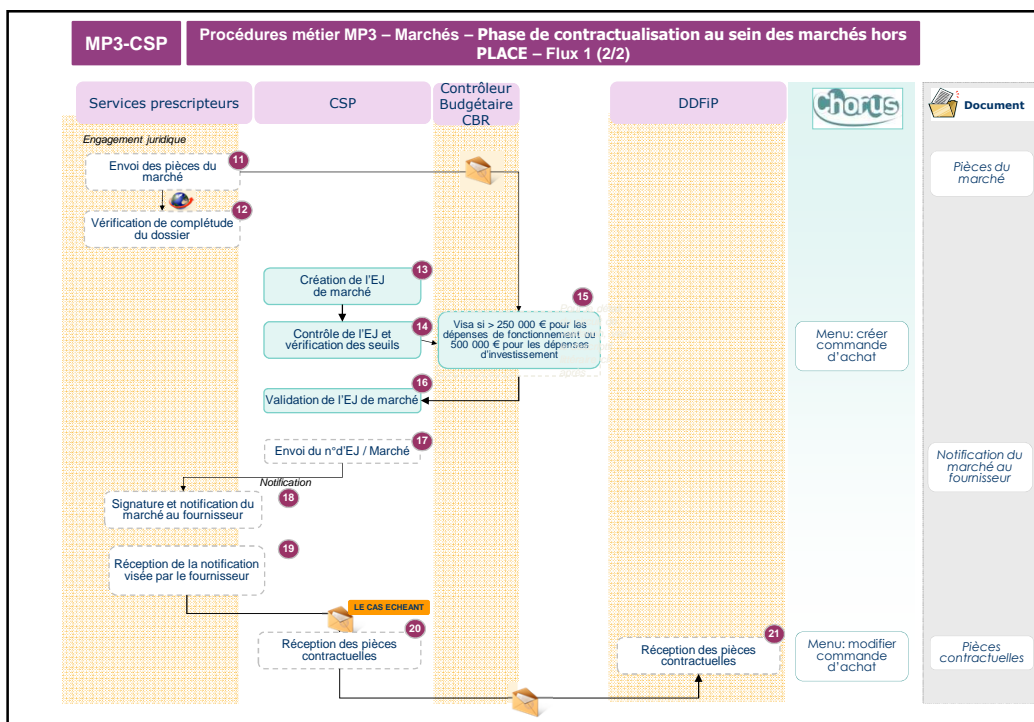 MP3-CSP
Procédures métier MP3 – Marchés – Phase de contractualisation au sein des marchés hors
PLACE – Flux 1 (2/2)
Services prescripteurs
CSP
Contrôleur
Budgétaire
CBR
DDFiP
Chorus
Document
Engagement juridique
11
Envoi des pièces du
marché
Pièces du
marché
12
Vérification de complétude
du dossier
13
Création de l'EJ
de marché
14
Contrôle de l'EJ et
vérification des seuils
15
Visa si > 250 000 € pour les
dépenses de fonctionnement ou
500 000 € pour les dépenses
d'investissement
Menu: créer
commande
d'achat
16
Validation de l'EJ de marché
17
Envoi du n°d'EJ / Marché
Notification du
marché au
fournisseur
Notification
18
Signature et notification du
marché au fournisseur
19
Réception de la notification
visée par le fournisseur
LE CAS ECHEANT
20
Réception des pièces
contractuelles
21
Réception des pièces
contractuelles
Menu: modifier
commande
d'achat
Pièces
contractuelles